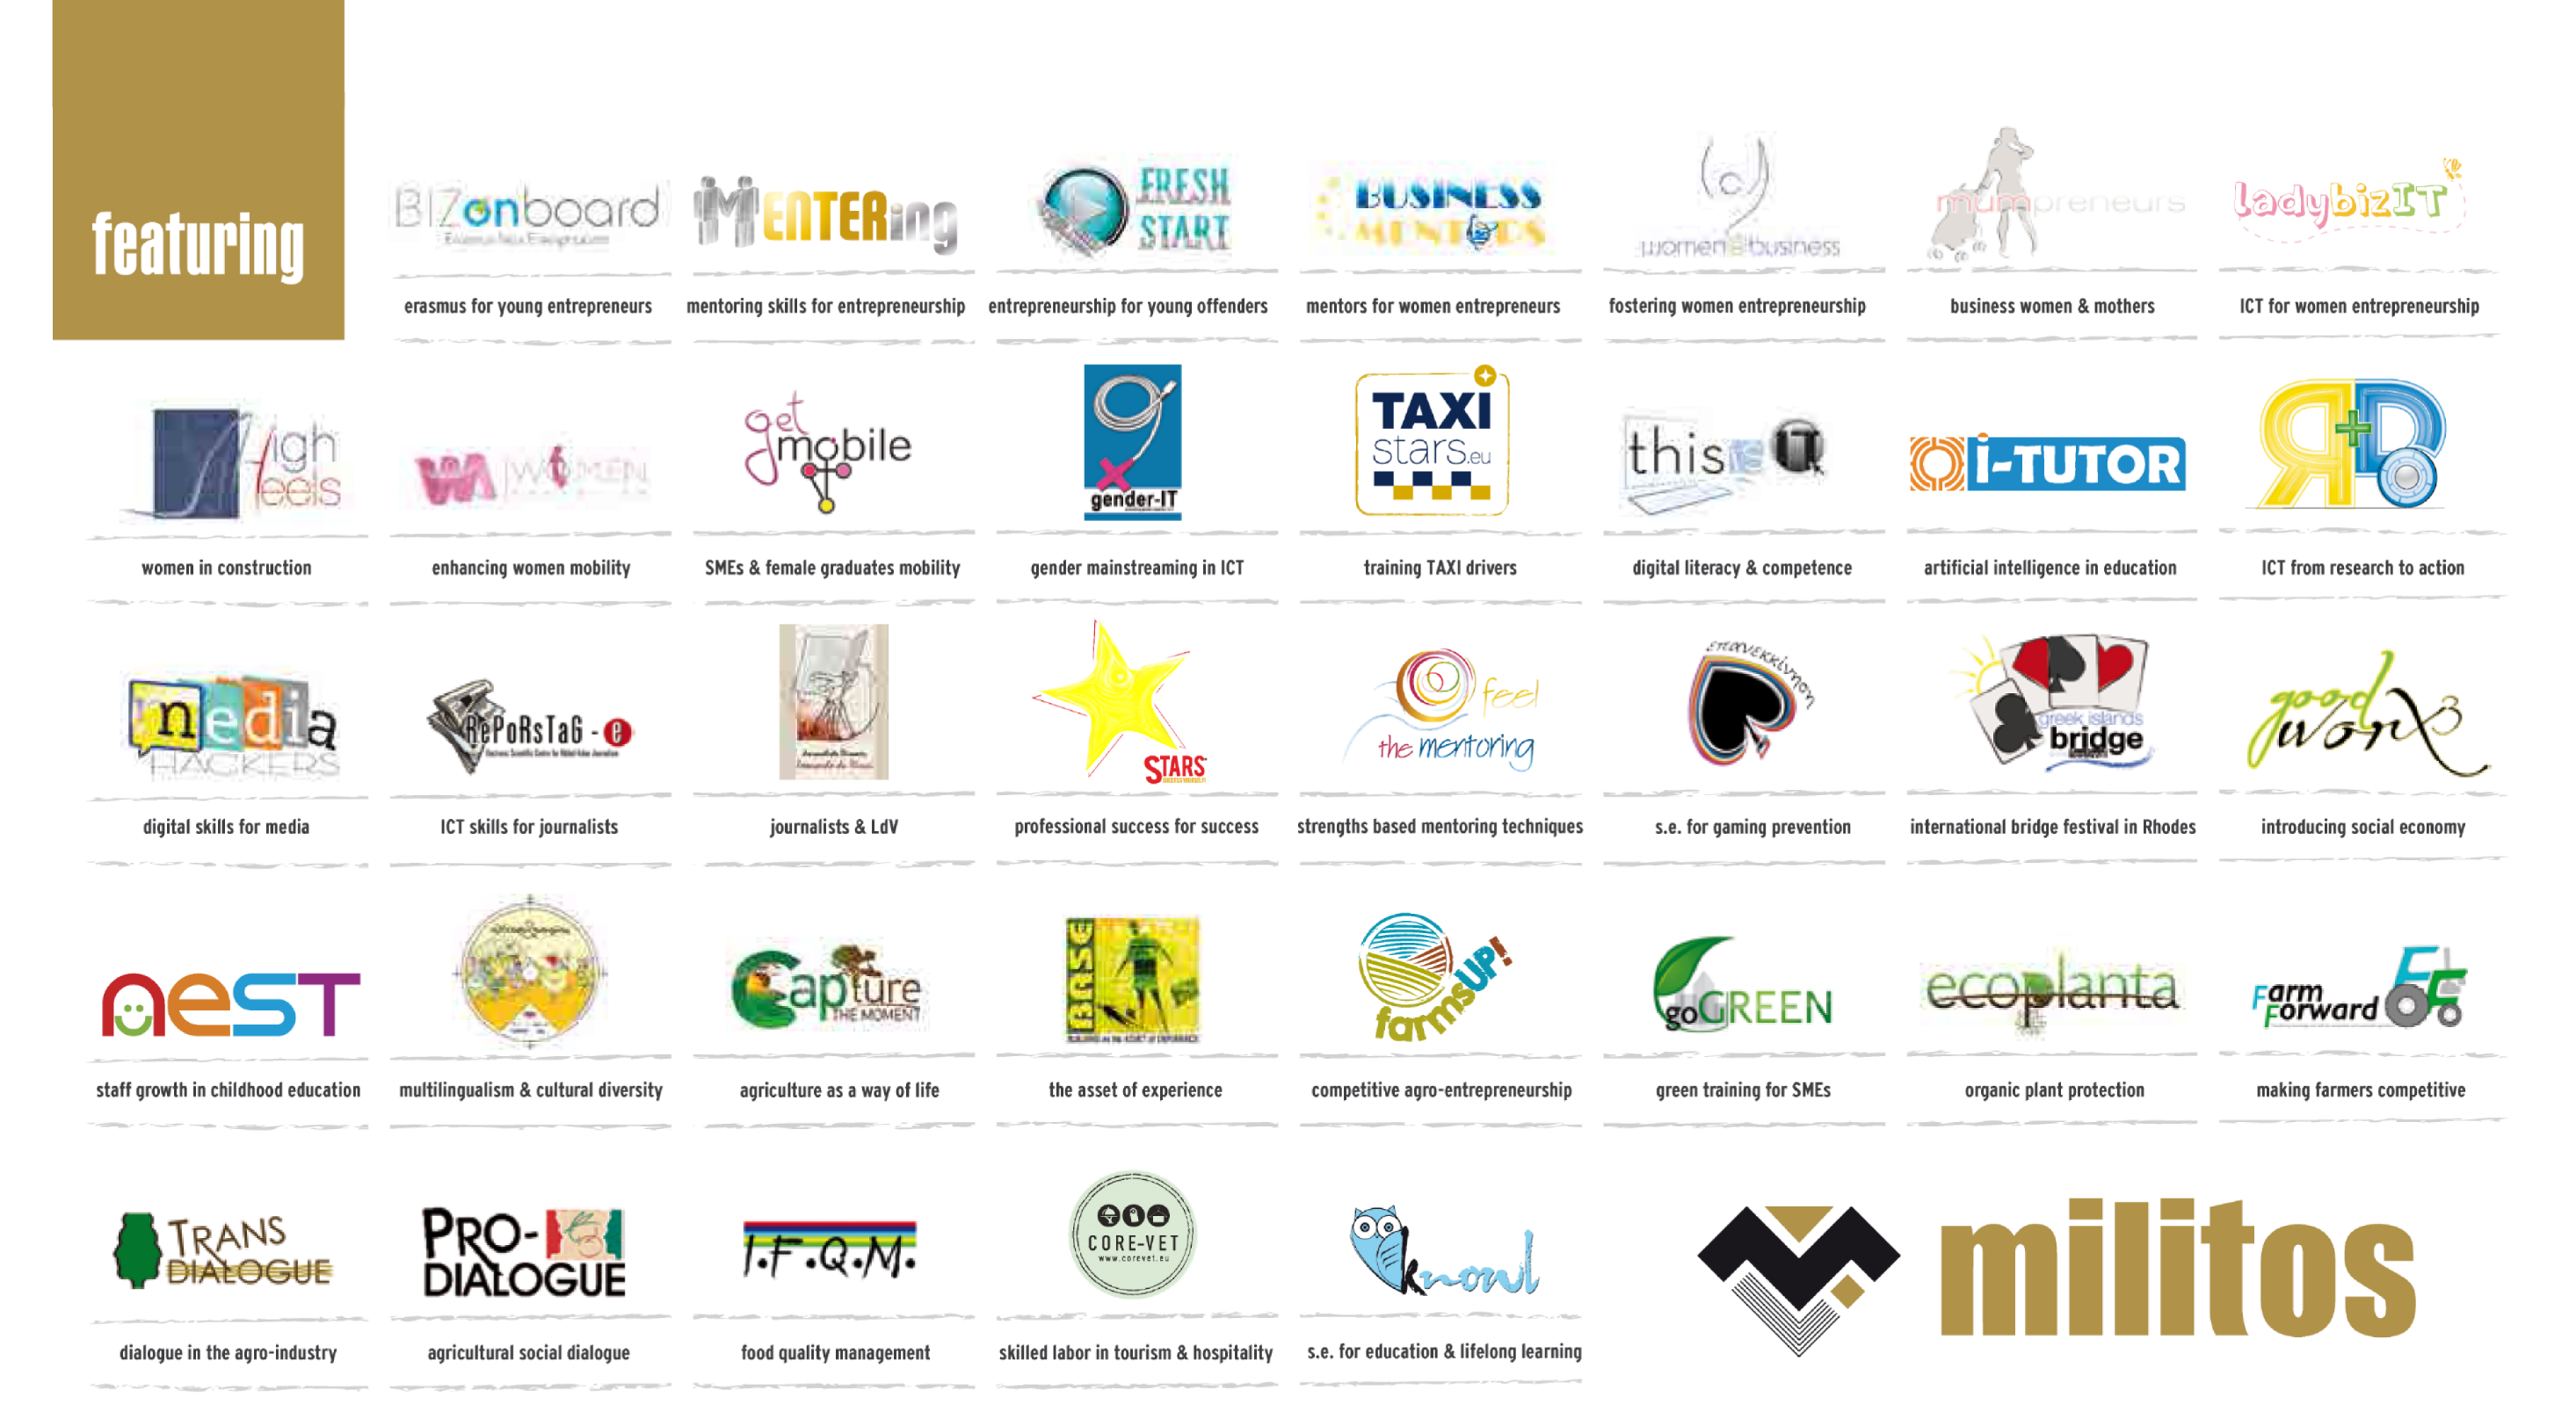 featuring
BIZonboard
MENTERing
FRESH
START
BUSINESS
MENTORS
women business
mumpreneurs
ladybizIT
erasmus for young entrepreneurs
mentoring skills for entrepreneurship
entrepreneurship for young offenders
mentors for women entrepreneurs
fostering women entrepreneurship
business women & mothers
ICT for women entrepreneurship
High
Heels
WOMEN
get
mobile
gender-IT
TAXI
stars.eu
this is IT
i-TUTOR
R+D
women in construction
enhancing women mobility
SMEs & female graduates mobility
gender mainstreaming in ICT
training TAXI drivers
digital literacy & competence
artificial intelligence in education
ICT from research to action
media
HACKERS
RePoRsTaG - e
STARS
feel
the mentoring
επανεκκίνηση
greek islands
bridge
good
worx3
digital skills for media
ICT skills for journalists
journalists & LdV
professional success for success
strengths based mentoring techniques
s.e. for gaming prevention
international bridge festival in Rhodes
introducing social economy
nesT
Capture
THE MOMENT
BASE
farmsUP!
goGREEN
ecoplanta
Farm
Forward
staff growth in childhood education
multilingualism & cultural diversity
agriculture as a way of life
the asset of experience
competitive agro-entrepreneurship
green training for SMEs
organic plant protection
making farmers competitive
TRANS
DIALOGUE
PRO-
DIALOGUE
I.F.Q.M.
CORE-VET
www.corevet.eu
knowl
militos
dialogue in the agro-industry
agricultural social dialogue
food quality management
skilled labor in tourism & hospitality
s.e. for education & lifelong learning